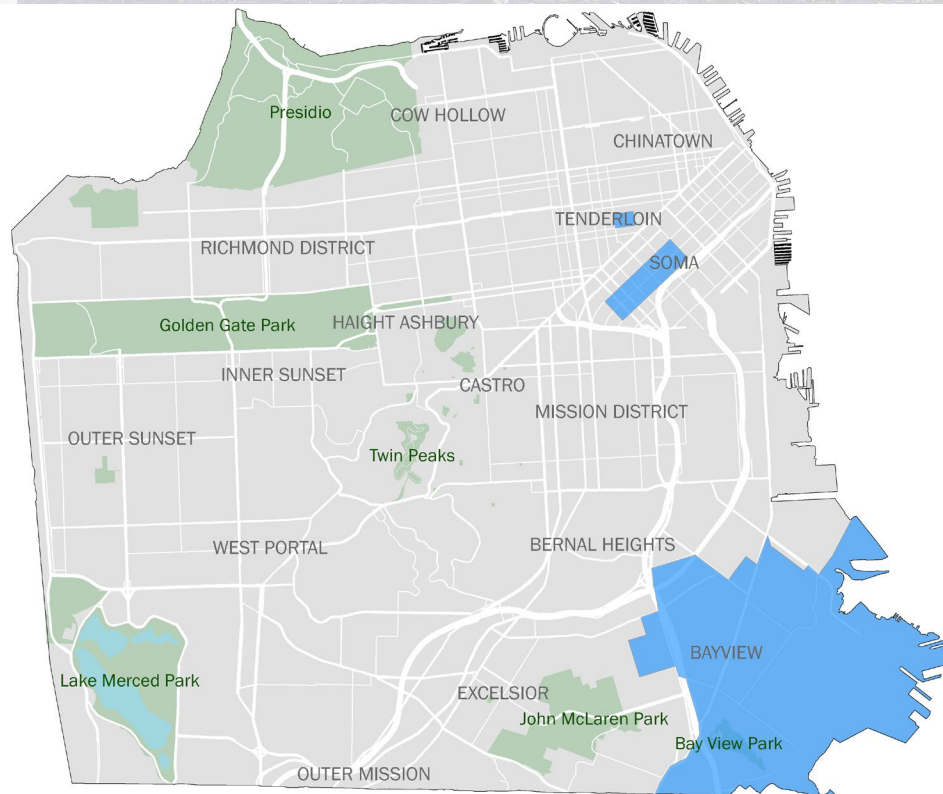 Presidio
COW HOLLOW
CHINATOWN
TENDERLOIN
RICHMOND DISTRICT
SOMA
Golden Gate Park
HAIGHT ASHBURY
INNER SUNSET
CASTRO
MISSION DISTRICT
OUTER SUNSET
Twin Peaks
WEST PORTAL
BERNAL HEIGHTS
BAYVIEW
Lake Merced Park
EXCELSIOR
John McLaren Park
Bay View Park
OUTER MISSION